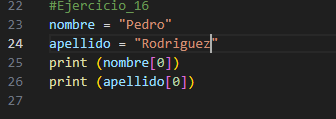 22 #Ejercicio_16
23 nombre = "Pedro"
24 apellido = "Rodriguez"
25 print (nombre[0])
26 print (apellido[0])
27